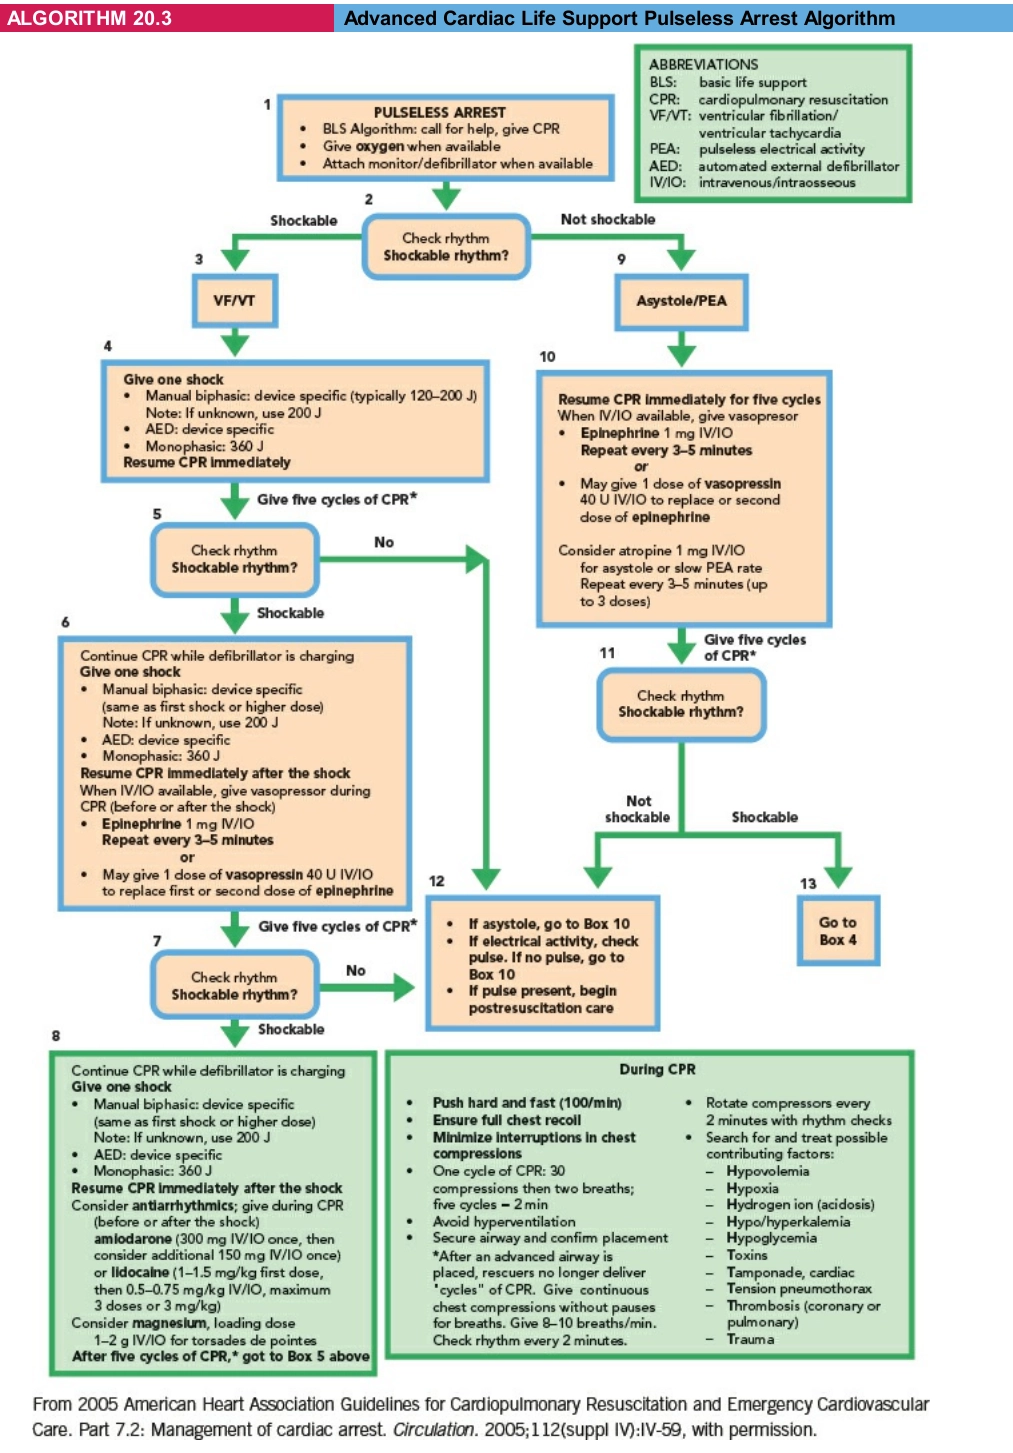 ALGORITHM 20.3
Advanced Cardiac Life Support Pulseless Arrest Algorithm
ABBREVIATIONS
BLS: basic life support
CPR: cardiopulmonary resuscitation
VF/VT: ventricular fibrillation/
ventricular tachycardia
PEA: pulseless electrical activity
AED: automated external defibrillator
IV/IO: intravenous/intraosseous
1
PULSELESS ARREST
• BLS Algorithm: call for help, give CPR
• Give oxygen when available
• Attach monitor/defibrillator when available
2
Shockable
Not shockable
Check rhythm
Shockable rhythm?
3
VF/VT
9
Asystole/PEA
4
Give one shock
• Manual biphasic: device specific (typically 120–200 J)
Note: If unknown, use 200 J
• AED: device specific
• Monophasic: 360 J
Resume CPR immediately
10
Resume CPR immediately for five cycles
When IV/IO available, give vasopresor
• Epinephrine 1 mg IV/IO
Repeat every 3–5 minutes
or
• May give 1 dose of vasopressin
40 U IV/IO to replace or second
dose of epinephrine
Consider atropine 1 mg IV/IO
for asystole or slow PEA rate
Repeat every 3–5 minutes (up
to 3 doses)
Give five cycles of CPR*
5
Check rhythm
Shockable rhythm?
No
Shockable
6
Continue CPR while defibrillator is charging
Give one shock
• Manual biphasic: device specific
(same as first shock or higher dose)
Note: If unknown, use 200 J
• AED: device specific
• Monophasic: 360 J
Resume CPR immediately after the shock
When IV/IO available, give vasopressor during
CPR (before or after the shock)
• Epinephrine 1 mg IV/IO
Repeat every 3–5 minutes
or
• May give 1 dose of vasopressin 40 U IV/IO
to replace first or second dose of epinephrine
Give five cycles
of CPR*
11
Check rhythm
Shockable rhythm?
Not
shockable
Shockable
12
• If asystole, go to Box 10
• If electrical activity, check
pulse. If no pulse, go to
Box 10
• If pulse present, begin
postresuscitation care
13
Go to
Box 4
Give five cycles of CPR*
7
Check rhythm
Shockable rhythm?
No
Shockable
8
Continue CPR while defibrillator is charging
Give one shock
• Manual biphasic: device specific
(same as first shock or higher dose)
Note: If unknown, use 200 J
• AED: device specific
• Monophasic: 360 J
Resume CPR immediately after the shock
Consider antiarrhythmics; give during CPR
(before or after the shock)
amiodarone (300 mg IV/IO once, then
consider additional 150 mg IV/IO once)
or lidocaine (1–1.5 mg/kg first dose,
then 0.5–0.75 mg/kg IV/IO, maximum
3 doses or 3 mg/kg)
Consider magnesium, loading dose
1–2 g IV/IO for torsades de pointes
After five cycles of CPR,* got to Box 5 above
During CPR
• Push hard and fast (100/min)
• Ensure full chest recoil
• Minimize interruptions in chest
compressions
• One cycle of CPR: 30
compressions then two breaths;
five cycles – 2 min
• Avoid hyperventilation
• Secure airway and confirm placement
*After an advanced airway is
placed, rescuers no longer deliver
"cycles" of CPR. Give continuous
chest compressions without pauses
for breaths. Give 8–10 breaths/min.
Check rhythm every 2 minutes.
• Rotate compressors every
2 minutes with rhythm checks
• Search for and treat possible
contributing factors:
– Hypovolemia
– Hypoxia
– Hydrogen ion (acidosis)
– Hypo/hyperkalemia
– Hypoglycemia
– Toxins
– Tamponade, cardiac
– Tension pneumothorax
– Thrombosis (coronary or
pulmonary)
– Trauma
From 2005 American Heart Association Guidelines for Cardiopulmonary Resuscitation and Emergency Cardiovascular
Care. Part 7.2: Management of cardiac arrest. Circulation. 2005;112(suppl IV):IV-59, with permission.